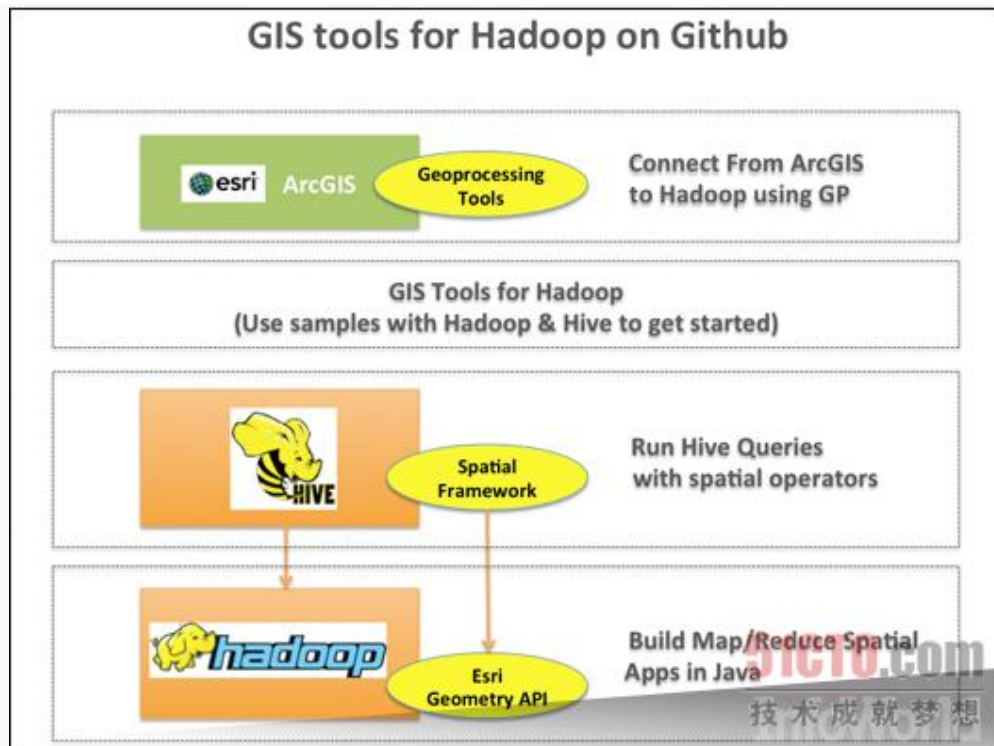 GIS tools for Hadoop on Github
esri ArcGIS
Geoprocessing
Tools
Connect From ArcGIS
to Hadoop using GP
GIS Tools for Hadoop
(Use samples with Hadoop & Hive to get started)
HIVE
Spatial
Framework
Run Hive Queries
with spatial operators
hadoop
Esri
Geometry API
Build Map/Reduce Spatial
Apps in Java
51CTO.com
技术成就梦想
InfoWorld